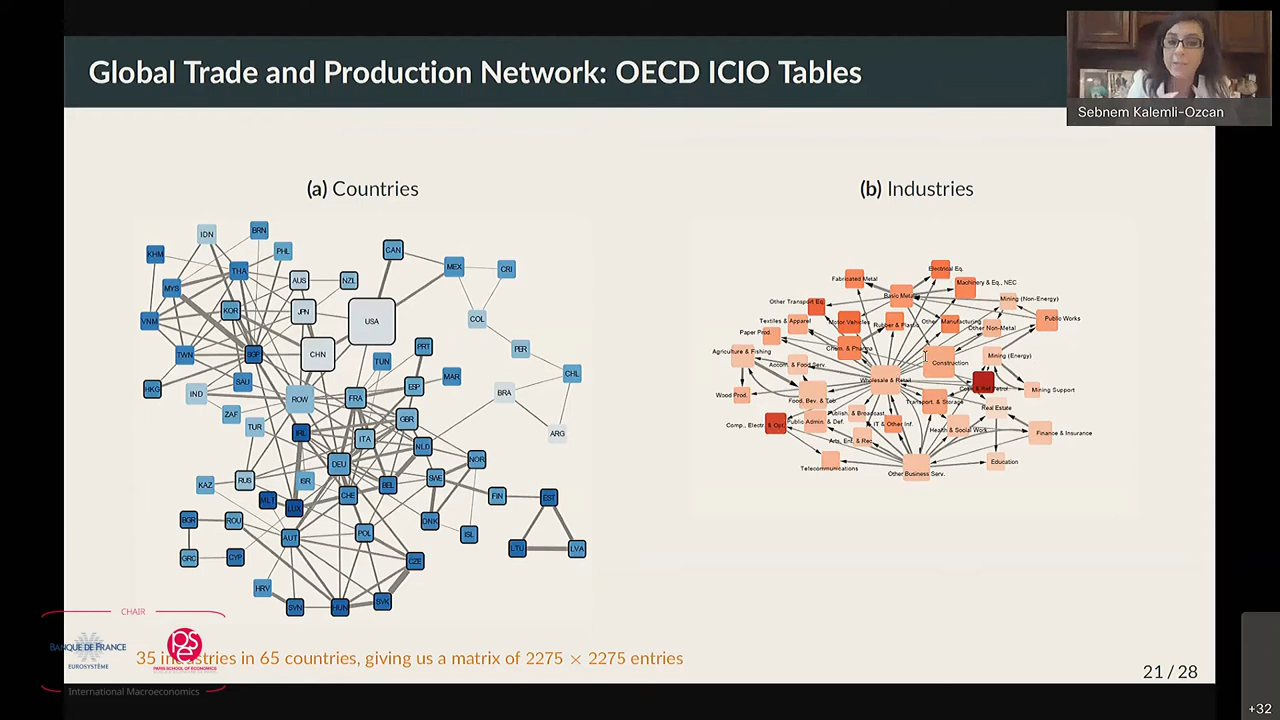 Global Trade and Production Network: OECD ICIO Tables
Sebnem Kalemli-Ozcan
(a) Countries
(b) Industries
IDN
BRN
KHM
PHL
THA
MYS
AUS
NZL
CAN
MEX
CRI
KOR
JPN
USA
VNM
COL
TWN
SGP
CHN
TUN
PRT
PER
HKG
SAU
IND
ROW
FRA
ESP
MAR
BRA
CHL
ZAF
TUR
IRL
ITA
GBR
NLD
ARG
DEU
NOR
KAZ
RUS
ISR
CHE
BEL
SWE
FIN
EST
MLT
LUX
BGR
ROU
AUT
POL
DNK
ISL
LTU
LVA
GRC
CYP
CZE
HRV
SVN
HUN
SVK
Electrical Eq.
Fabricated Metal
Machinery & Eq., NEC
Basic Metals
Other Transport Eq.
Mining (Non-Energy)
Textiles & Apparel
Motor Vehicles
Rubber & Plastic
Other Manufacturing
Other Non-Metal
Public Works
Paper Prod.
Chem. & Pharma
Agriculture & Fishing
Accom. & Food Serv.
Construction
Mining (Energy)
Wholesale & Retail
Mining Support
Wood Prod.
Food, Bev. & Tob.
Transport. & Storage
Real Estate
Comp., Electr. & Opt.
Public Admin. & Def.
Publish. & Broadcast.
IT & Other Inf.
Health & Social Work
Finance & Insurance
Arts, Ent. & Rec.
Telecommunications
Other Business Serv.
Education
CHAIR
BANQUE DE FRANCE
EUROSYSTÈME
PARIS SCHOOL OF ECONOMICS
International Macroeconomics
35 industries in 65 countries, giving us a matrix of 2275 × 2275 entries
21 / 28
+32